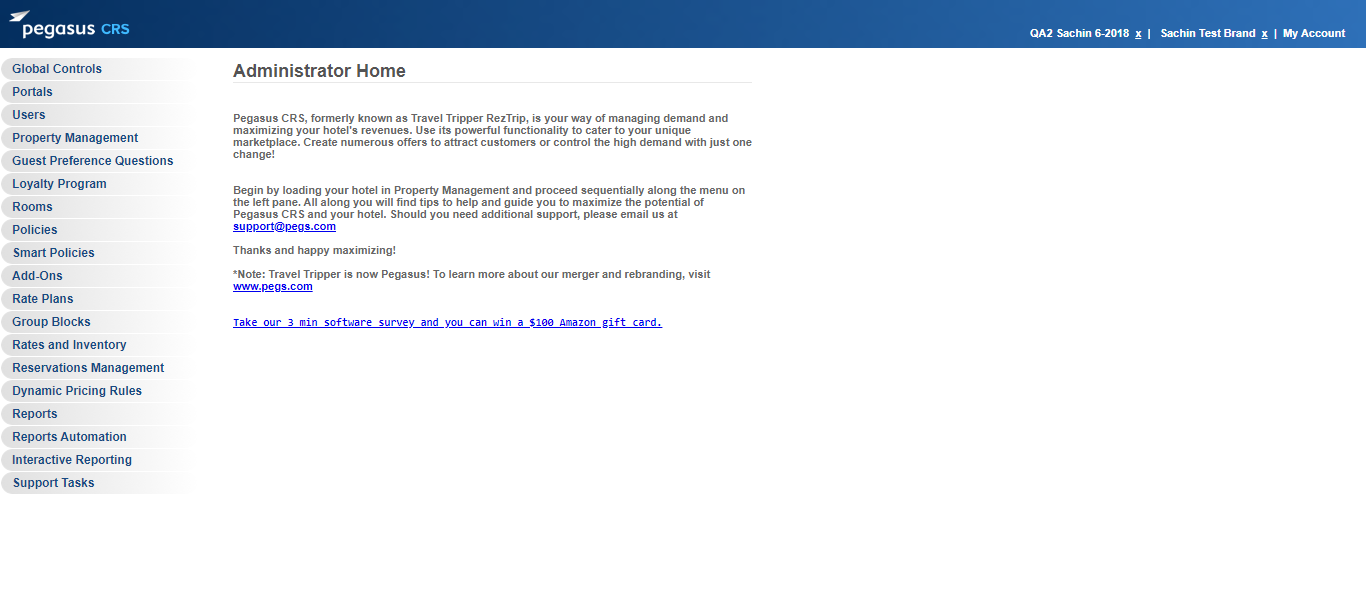 pegasus CRS
QA2 Sachin 6-2018 x | Sachin Test Brand x | My Account
Global Controls
Portals
Users
Property Management
Guest Preference Questions
Loyalty Program
Rooms
Policies
Smart Policies
Add-Ons
Rate Plans
Group Blocks
Rates and Inventory
Reservations Management
Dynamic Pricing Rules
Reports
Reports Automation
Interactive Reporting
Support Tasks
Administrator Home
Pegasus CRS, formerly known as Travel Tripper RezTrip, is your way of managing demand and
maximizing your hotel's revenues. Use its powerful functionality to cater to your unique
marketplace. Create numerous offers to attract customers or control the high demand with just one
change!
Begin by loading your hotel in Property Management and proceed sequentially along the menu on
the left pane. All along you will find tips to help and guide you to maximize the potential of
Pegasus CRS and your hotel. Should you need additional support, please email us at
support@pegs.com
Thanks and happy maximizing!
*Note: Travel Tripper is now Pegasus! To learn more about our merger and rebranding, visit
www.pegs.com
Take our 3 min software survey and you can win a $100 Amazon gift card.